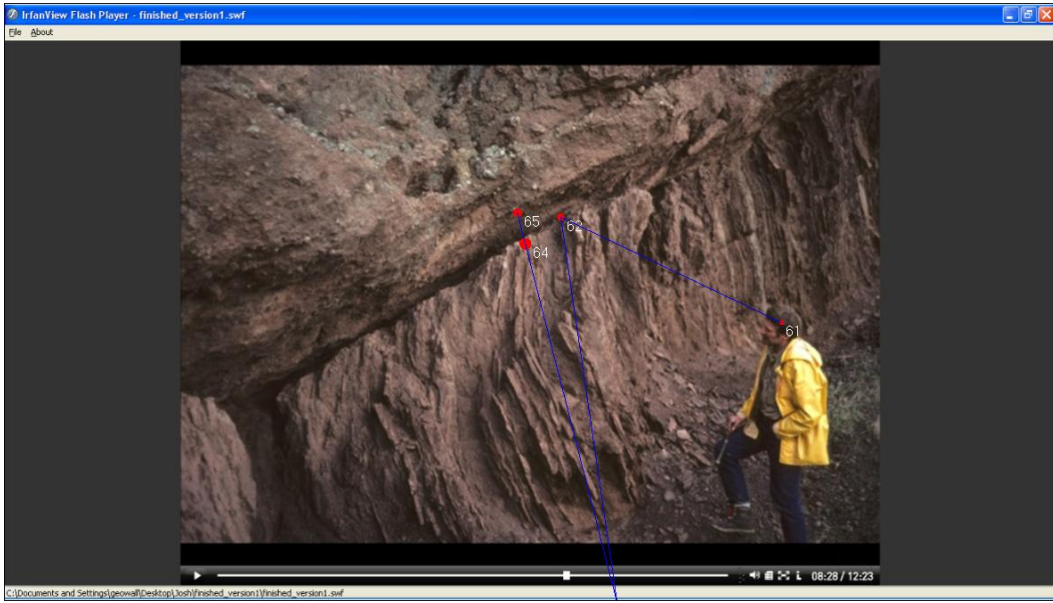 IrfanView Flash Player - finished_version1.swf
File About
65
62
64
61
08:28 / 12:23
C:\Documents and Settings\geowall\Desktop\Josh\finished_version1\finished_version1.swf